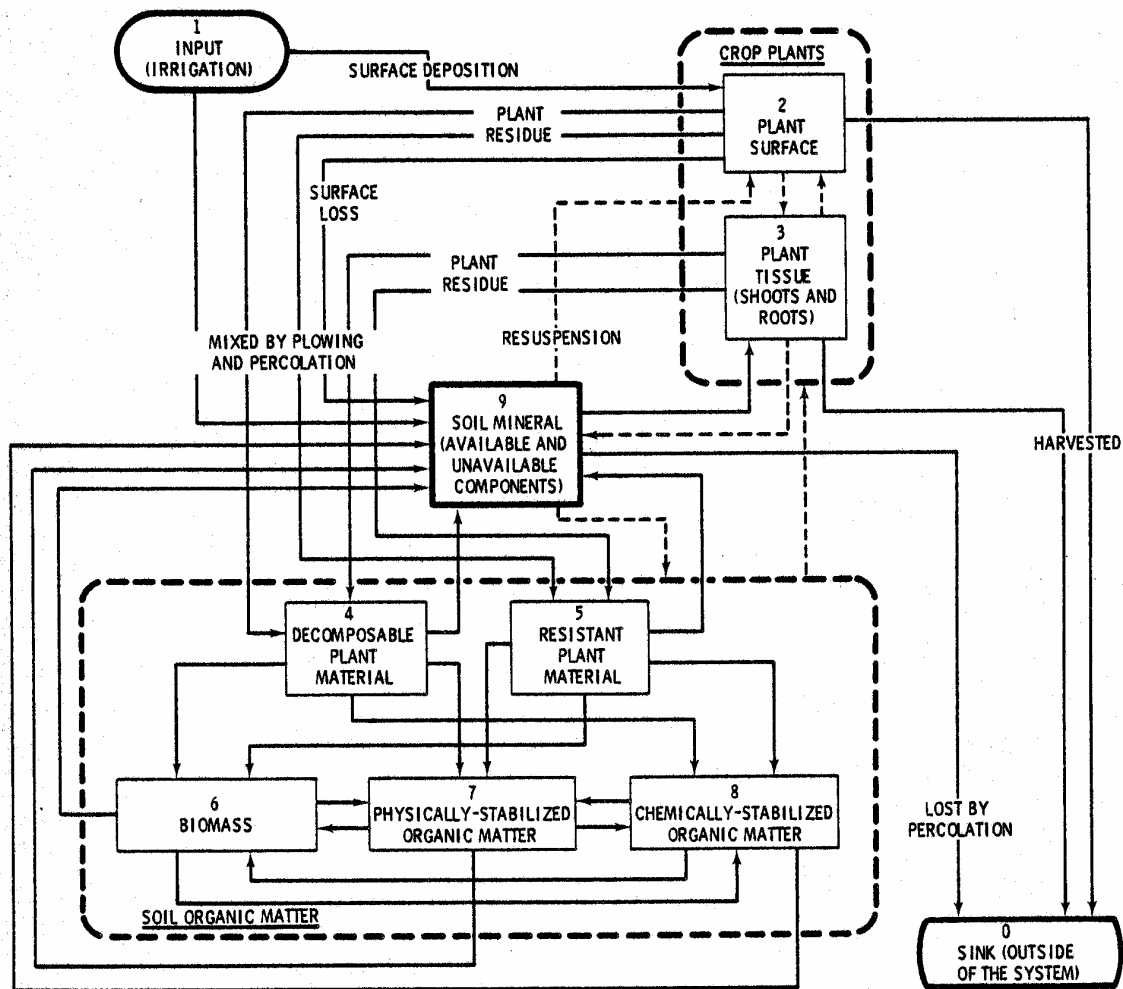 1
INPUT
(IRRIGATION)
SURFACE DEPOSITION
CROP PLANTS
2
PLANT
SURFACE
PLANT
RESIDUE
SURFACE
LOSS
3
PLANT
TISSUE
(SHOOTS AND
ROOTS)
PLANT
RESIDUE
MIXED BY PLOWING
AND PERCOLATION
RESUSPENSION
9
SOIL MINERAL
(AVAILABLE AND
UNAVAILABLE
COMPONENTS)
HARVESTED
4
DECOMPOSABLE
PLANT
MATERIAL
5
RESISTANT
PLANT
MATERIAL
6
BIOMASS
7
PHYSICALLY-STABILIZED
ORGANIC MATTER
8
CHEMICALLY-STABILIZED
ORGANIC MATTER
LOST BY
PERCOLATION
SOIL ORGANIC MATTER
0
SINK (OUTSIDE
OF THE SYSTEM)